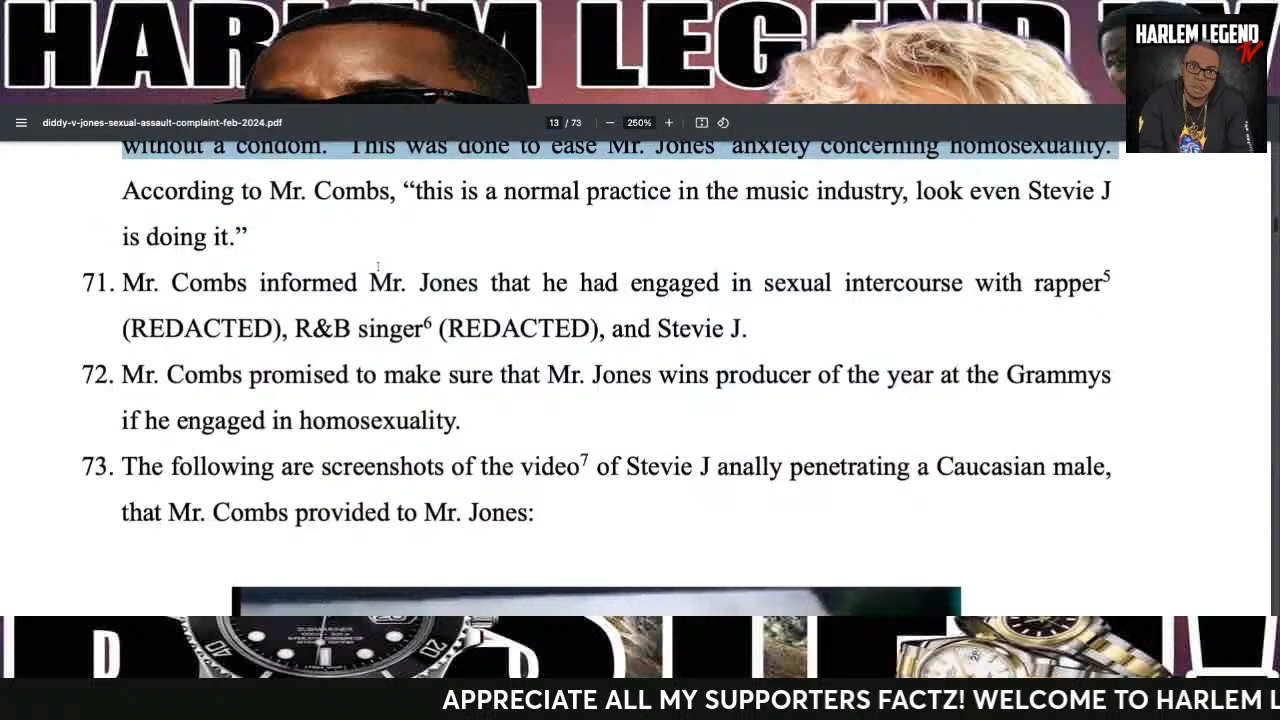 HARLEM LEGEND TV
HARLEM LEGEND
TV
diddy-v-jones-sexual-assault-complaint-feb-2024.pdf
13 / 73
250%
without a condom. This was done to ease Mr. Jones' anxiety concerning homosexuality.
According to Mr. Combs, “this is a normal practice in the music industry, look even Stevie J
is doing it.”
71. Mr. Combs informed Mr. Jones that he had engaged in sexual intercourse with rapper5
(REDACTED), R&B singer6 (REDACTED), and Stevie J.
72. Mr. Combs promised to make sure that Mr. Jones wins producer of the year at the Grammys
if he engaged in homosexuality.
73. The following are screenshots of the video7 of Stevie J anally penetrating a Caucasian male,
that Mr. Combs provided to Mr. Jones:
APPRECIATE ALL MY SUPPORTERS FACTZ! WELCOME TO HARLEM L